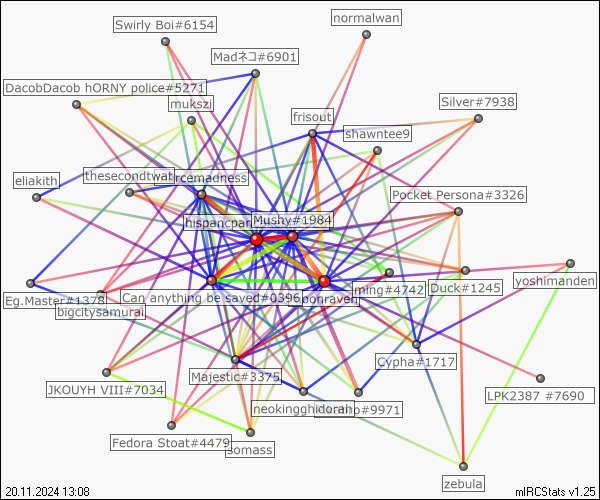 normalwan
Swirly Boi#6154
Madネコ#6901
DacobDacob hORNY police#5271
mukszi
Silver#7938
frisout
shawntee9
eliakith
thesecondtwat
rcemadness
Pocket Persona#3326
hispancpar
Mushy#1984
Eg.Master#1378
Can anything be sayed#0396
ponraven
ming#4742
Duck#1245
yoshimanden
bigcitysamurai
Majestic#3375
Cypha#1717
JKOUYH VIII#7034
neokingghidorah
#9971
LPK2387 #7690
Fedora Stoat#4479
somass
zebula
20.11.2024 13:08
mIRCStats v1.25